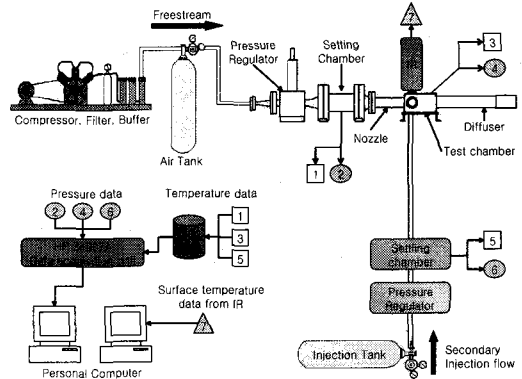 Freestream
Pressure
Regulator
Setting
Chamber
7
3
4
Compressor, Filter, Buffer
Air Tank
Nozzle
Diffuser
Test chamber
1
2
Pressure data
2
4
6
Temperature data
1
3
5
Settling
chamber
5
6
Pressure
Regulator
Surface temperature
data from IR
7
Personal Computer
Injection Tank
Secondary
Injection flow